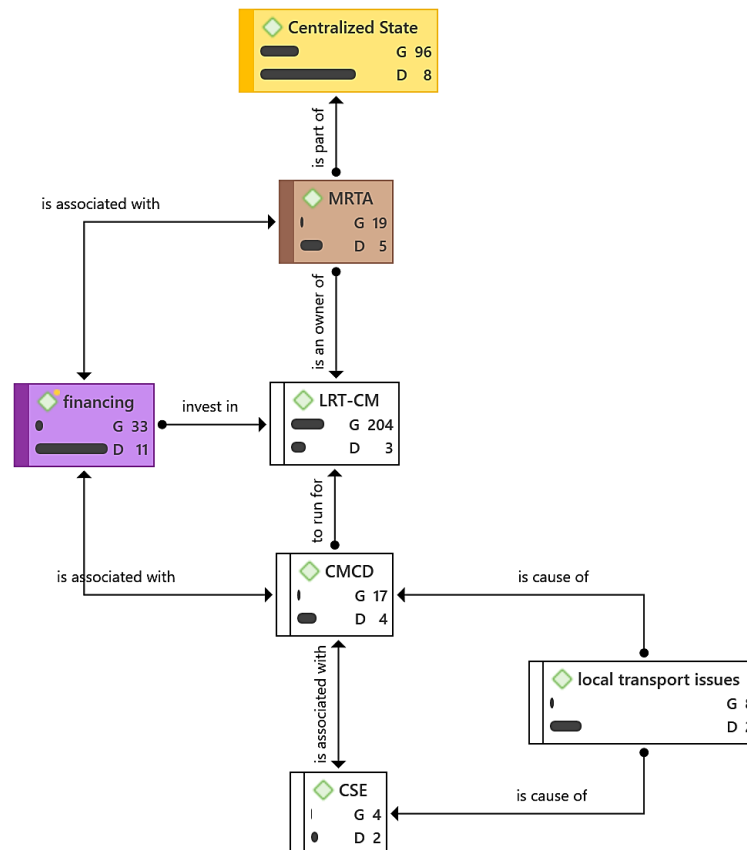 Centralized State
G 96
D 8
is part of
MRTA
G 19
D 5
is associated with
is an owner of
financing
G 33
D 11
invest in
LRT-CM
G 204
D 3
to run for
is associated with
CMCD
G 17
D 4
is cause of
is associated with
local transport issues
G
D
CSE
G 4
D 2
is cause of